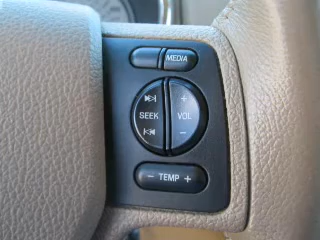 MEDIA
SEEK
+
VOL
−
− TEMP +